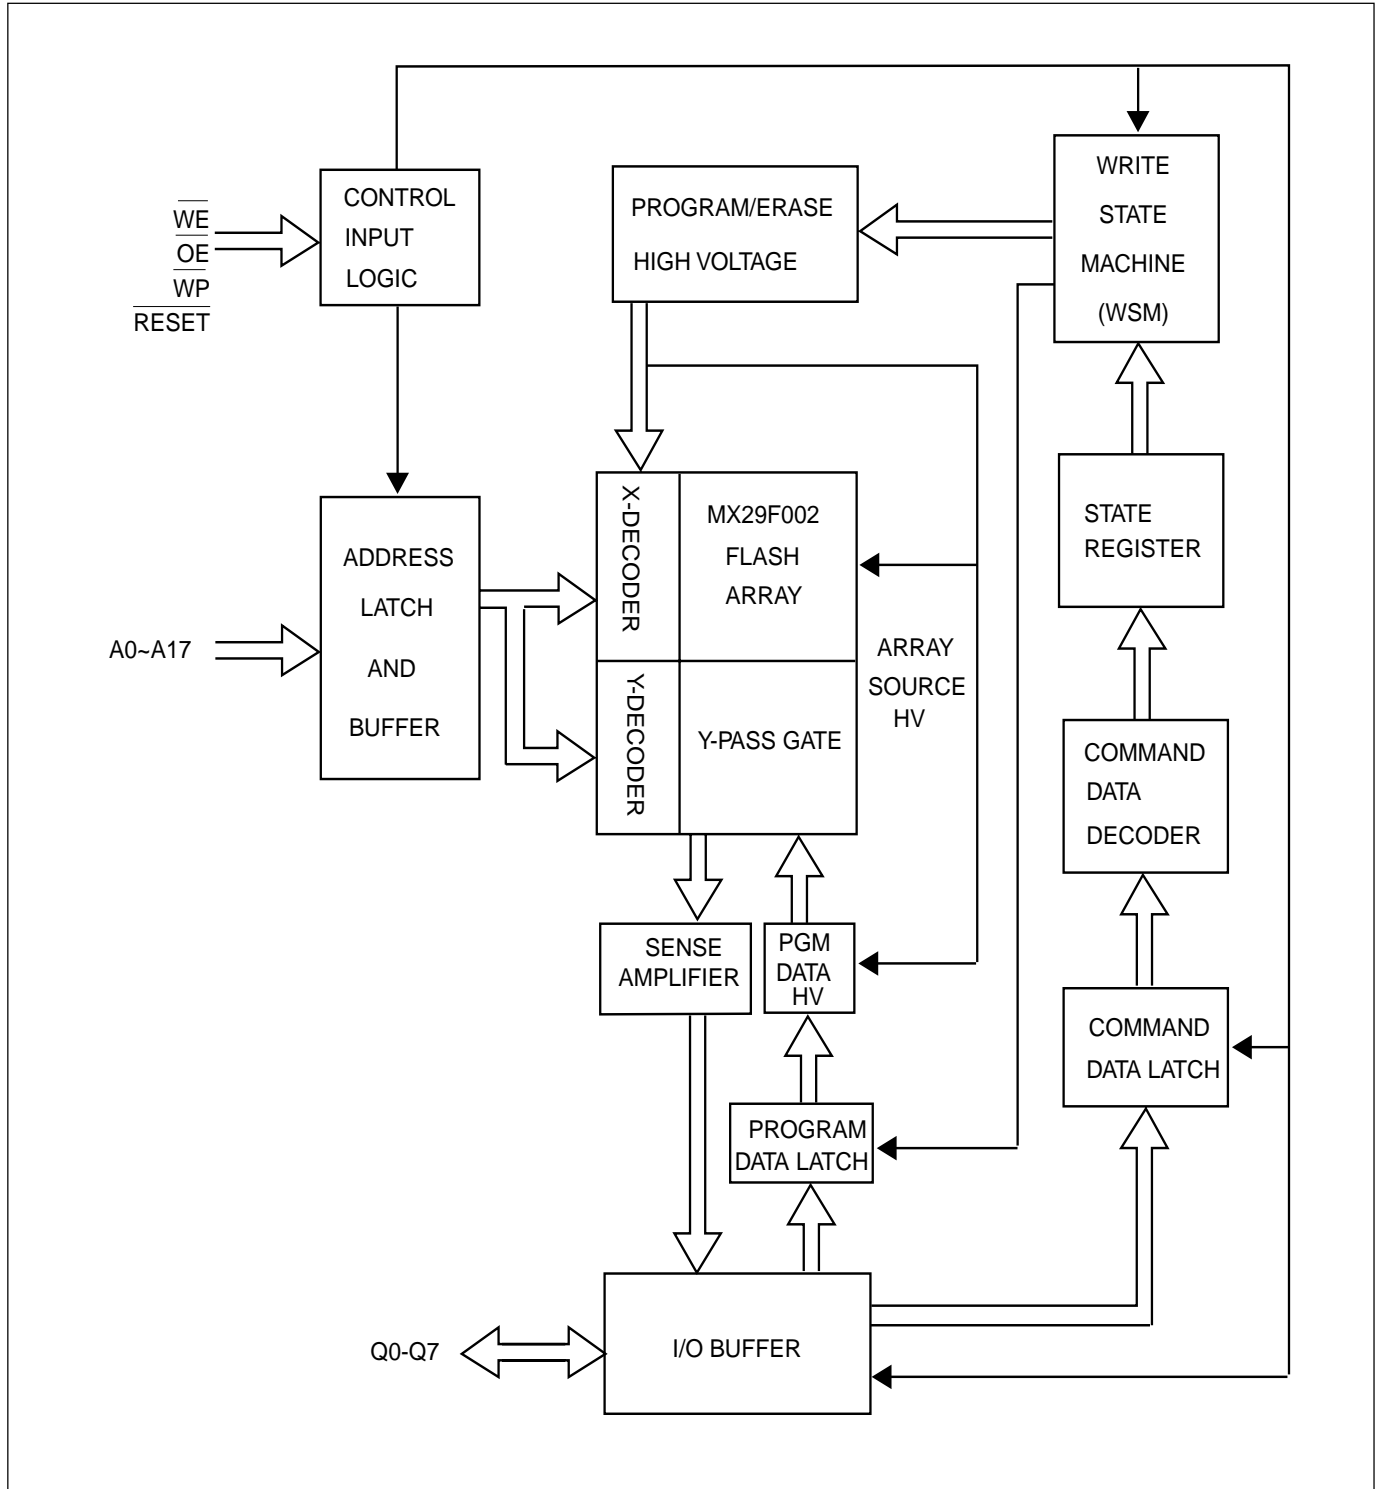 WE
OE
WP
RESET
CONTROL
INPUT
LOGIC
PROGRAM/ERASE
HIGH VOLTAGE
WRITE
STATE
MACHINE
(WSM)
ADDRESS
LATCH
AND
BUFFER
A0~A17
X-DECODER
MX29F002
FLASH
ARRAY
Y-DECODER
Y-PASS GATE
ARRAY
SOURCE
HV
STATE
REGISTER
COMMAND
DATA
DECODER
SENSE
AMPLIFIER
PGM
DATA
HV
COMMAND
DATA LATCH
PROGRAM
DATA LATCH
Q0-Q7
I/O BUFFER